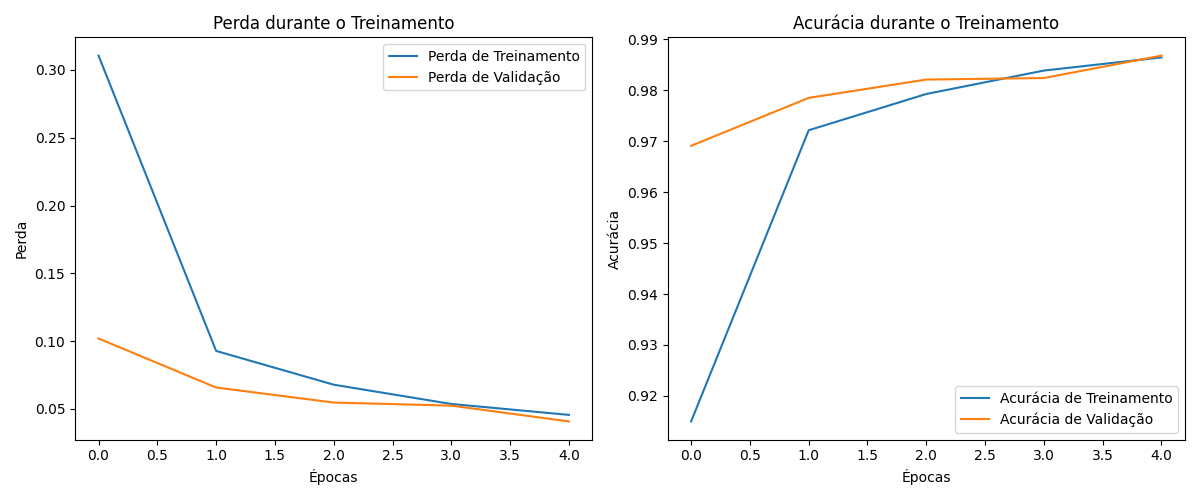 Perda durante o Treinamento
Perda de Treinamento
Perda de Validação
0.30
0.25
0.20
0.15
0.10
0.05
Perda
0.0 0.5 1.0 1.5 2.0 2.5 3.0 3.5 4.0
Épocas
Acurácia durante o Treinamento
0.99
0.98
0.97
0.96
0.95
0.94
0.93
0.92
Acurácia
Acurácia de Treinamento
Acurácia de Validação
0.0 0.5 1.0 1.5 2.0 2.5 3.0 3.5 4.0
Épocas